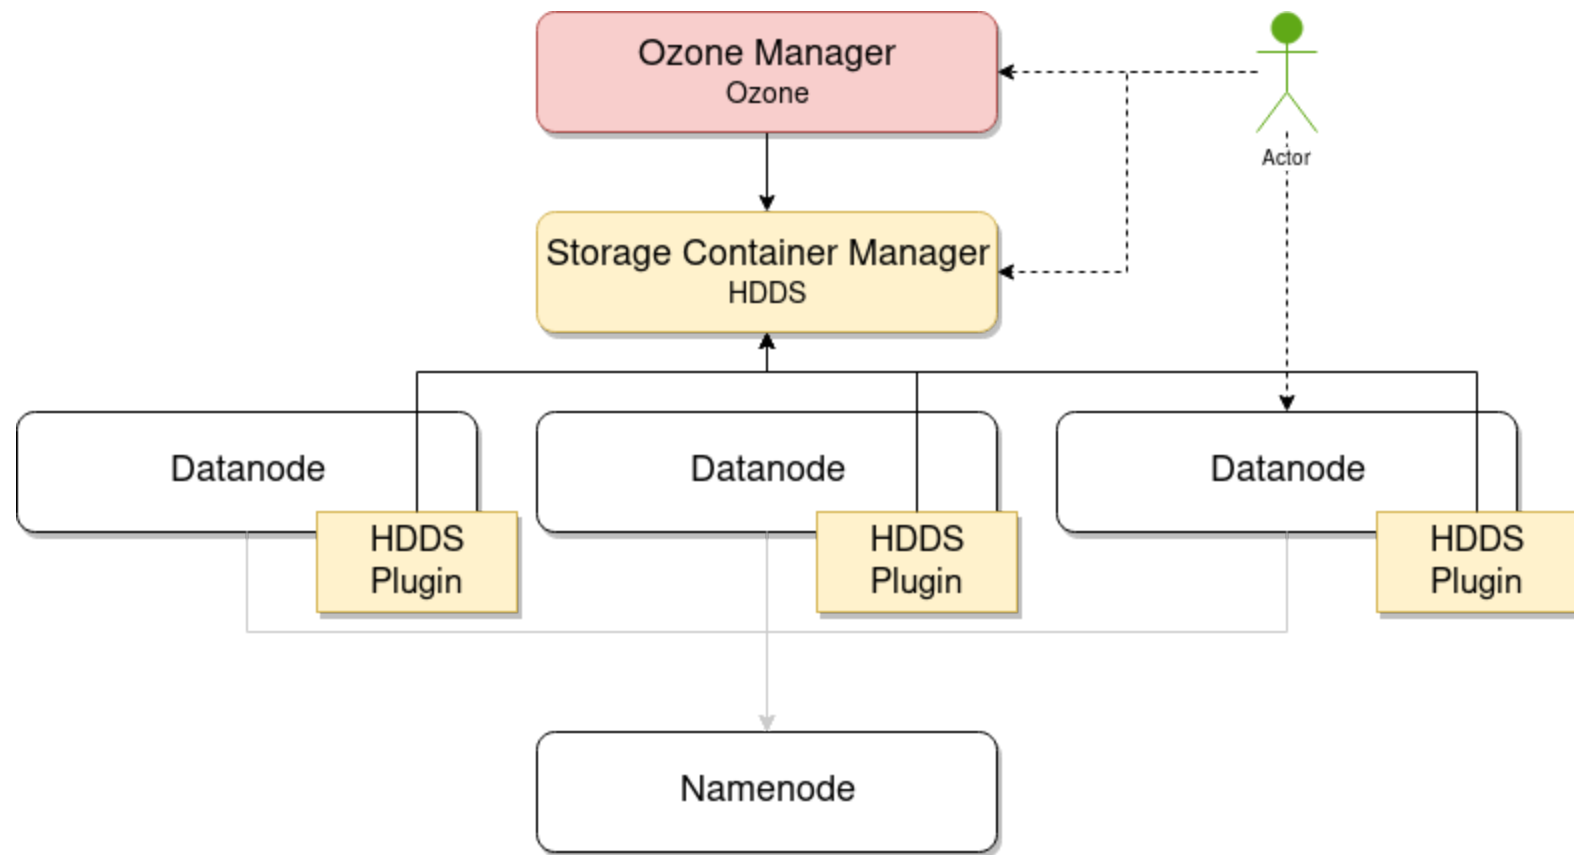 Ozone Manager
Ozone
Actor
Storage Container Manager
HDDS
Datanode
Datanode
Datanode
HDDS
Plugin
HDDS
Plugin
HDDS
Plugin
Namenode